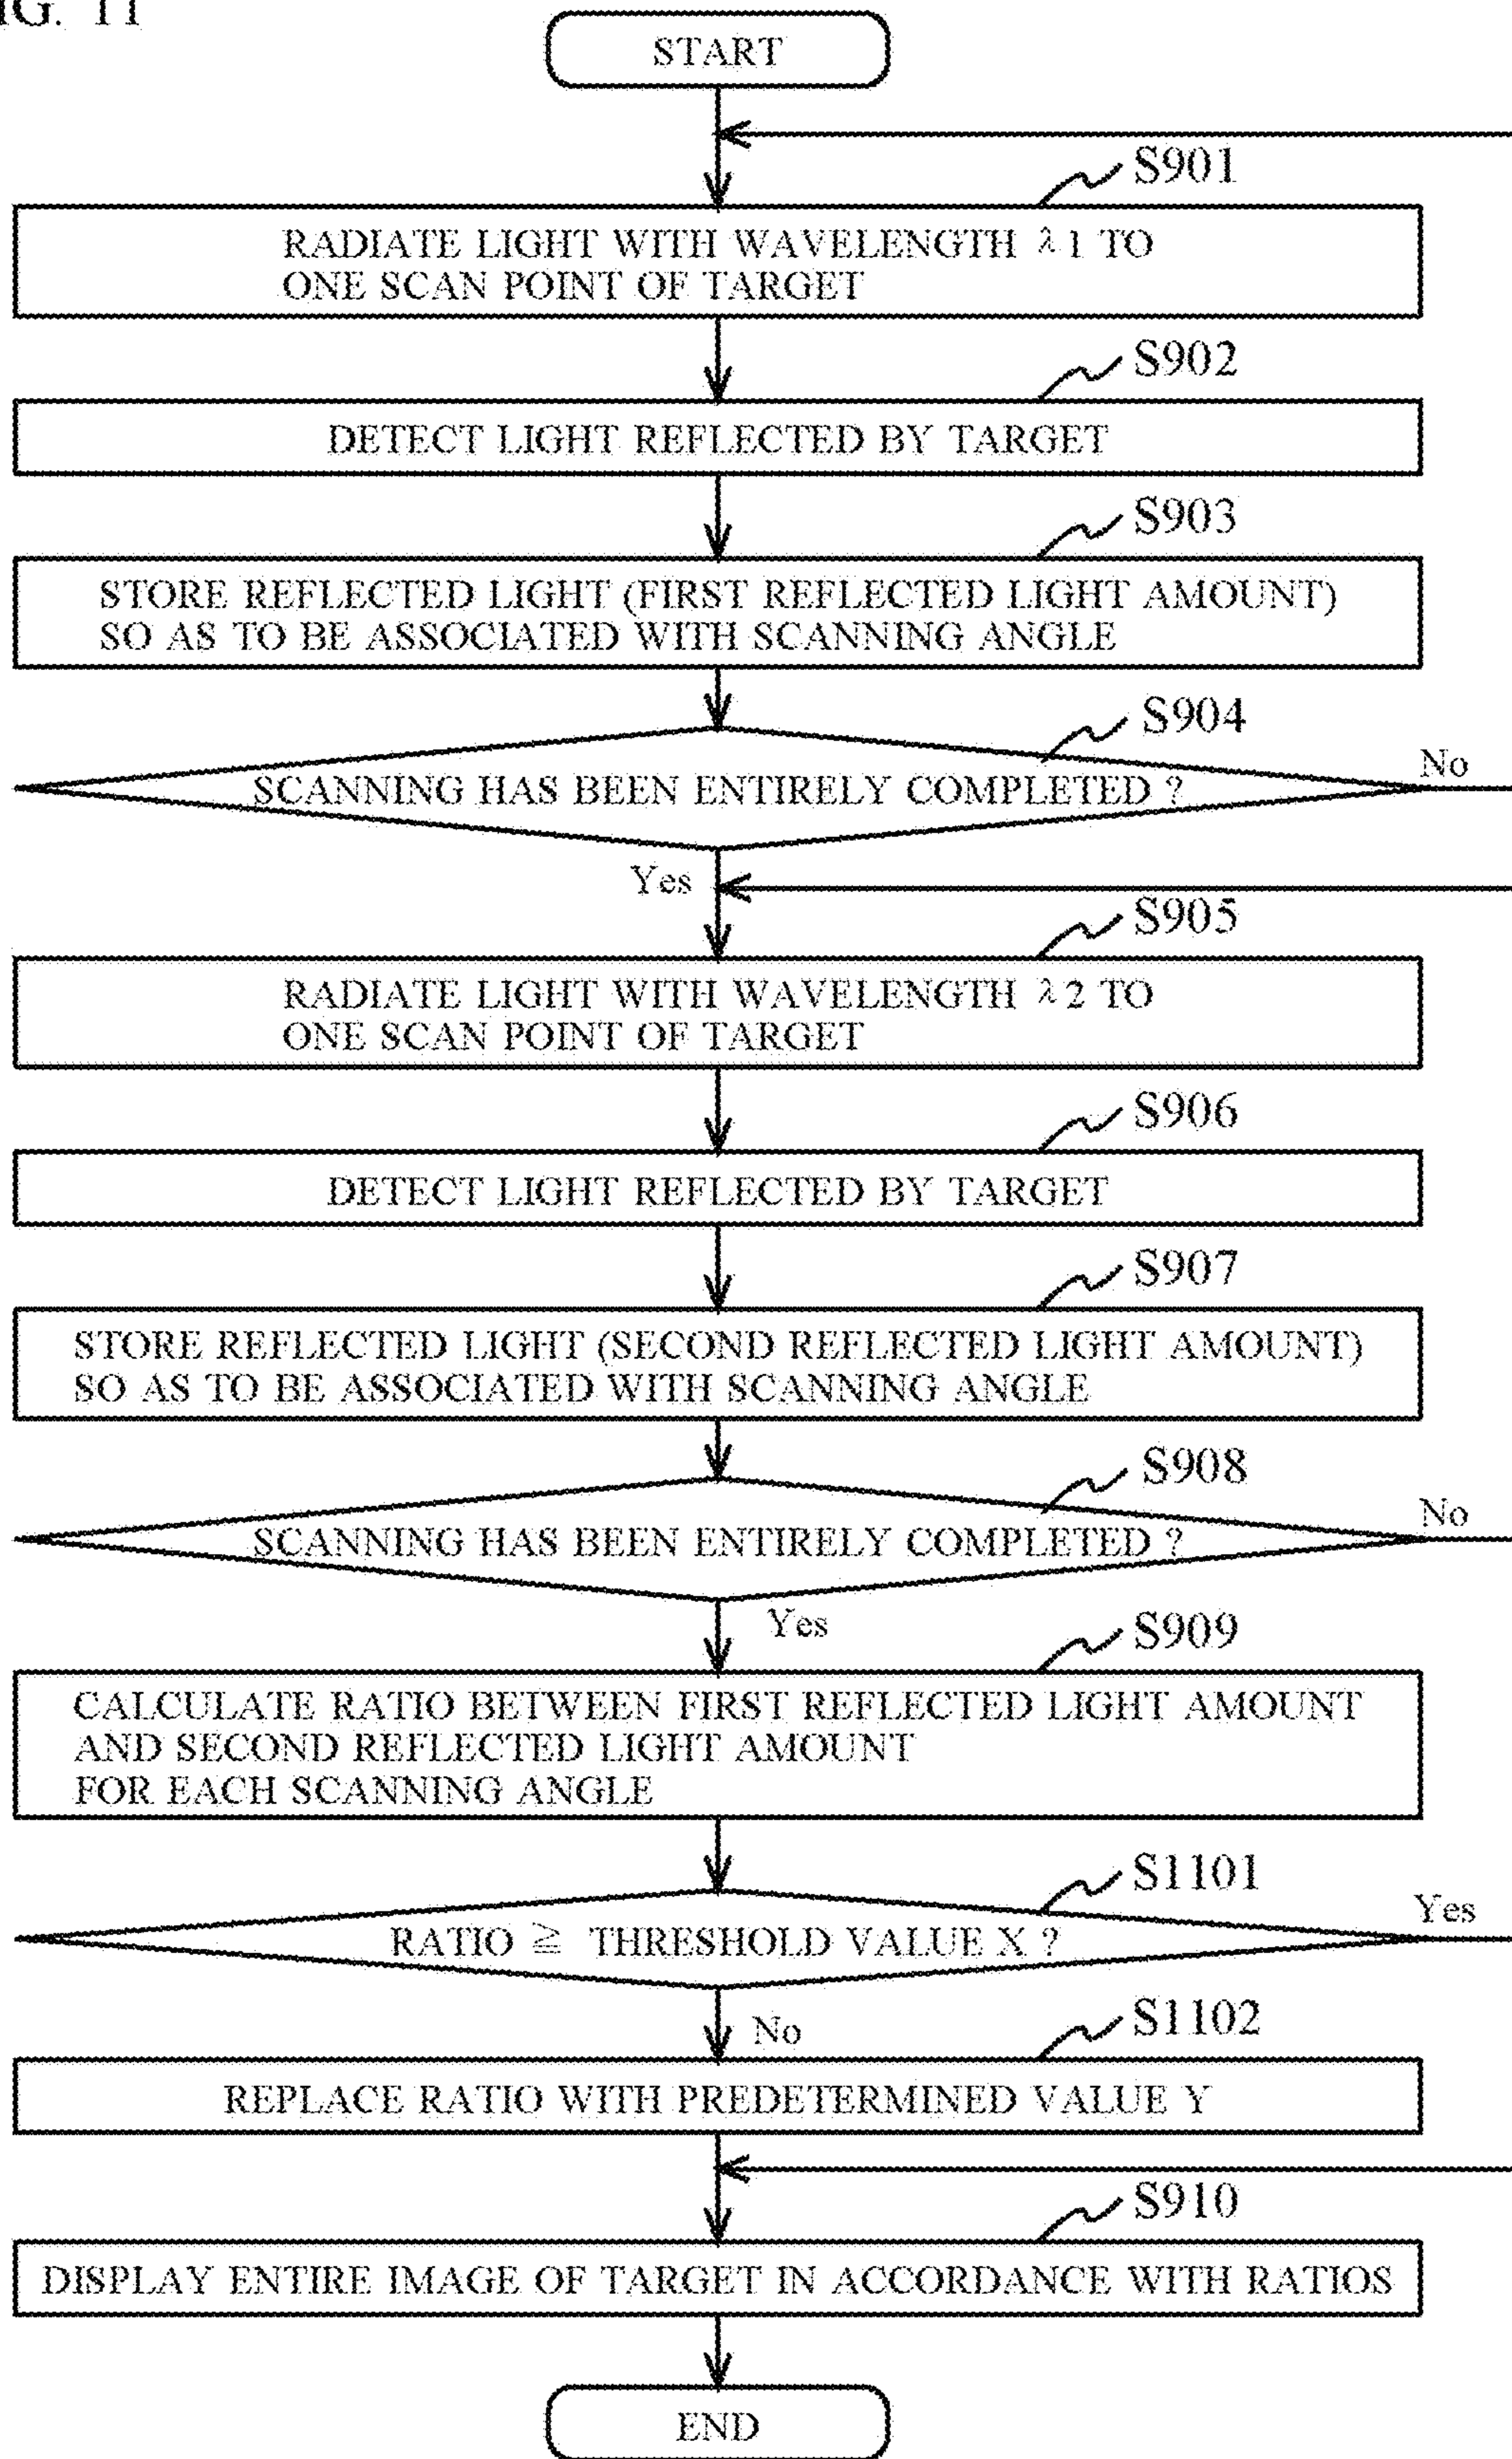 IG. 11
START
S901
RADIATE LIGHT WITH WAVELENGTH λ1 TO
ONE SCAN POINT OF TARGET
S902
DETECT LIGHT REFLECTED BY TARGET
S903
STORE REFLECTED LIGHT (FIRST REFLECTED LIGHT AMOUNT)
SO AS TO BE ASSOCIATED WITH SCANNING ANGLE
S904
SCANNING HAS BEEN ENTIRELY COMPLETED ?
No
Yes
S905
RADIATE LIGHT WITH WAVELENGTH λ2 TO
ONE SCAN POINT OF TARGET
S906
DETECT LIGHT REFLECTED BY TARGET
S907
STORE REFLECTED LIGHT (SECOND REFLECTED LIGHT AMOUNT)
SO AS TO BE ASSOCIATED WITH SCANNING ANGLE
S908
SCANNING HAS BEEN ENTIRELY COMPLETED ?
No
Yes
S909
CALCULATE RATIO BETWEEN FIRST REFLECTED LIGHT AMOUNT
AND SECOND REFLECTED LIGHT AMOUNT
FOR EACH SCANNING ANGLE
S1101
RATIO ≧ THRESHOLD VALUE X ?
Yes
No
S1102
REPLACE RATIO WITH PREDETERMINED VALUE Y
S910
DISPLAY ENTIRE IMAGE OF TARGET IN ACCORDANCE WITH RATIOS
END